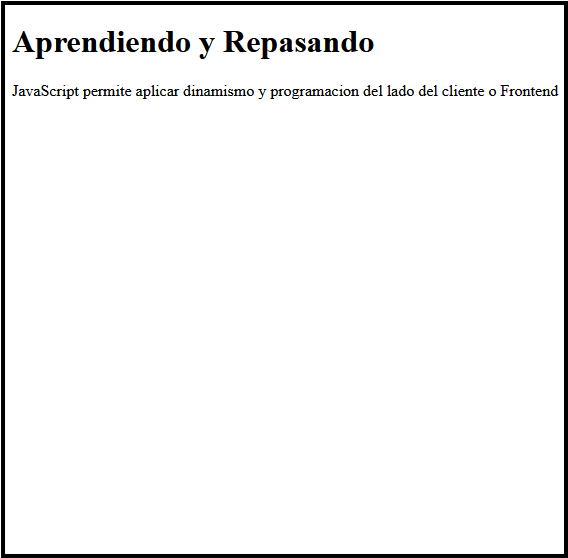 Aprendiendo y Repasando
JavaScript permite aplicar dinamismo y programacion del lado del cliente o Frontend